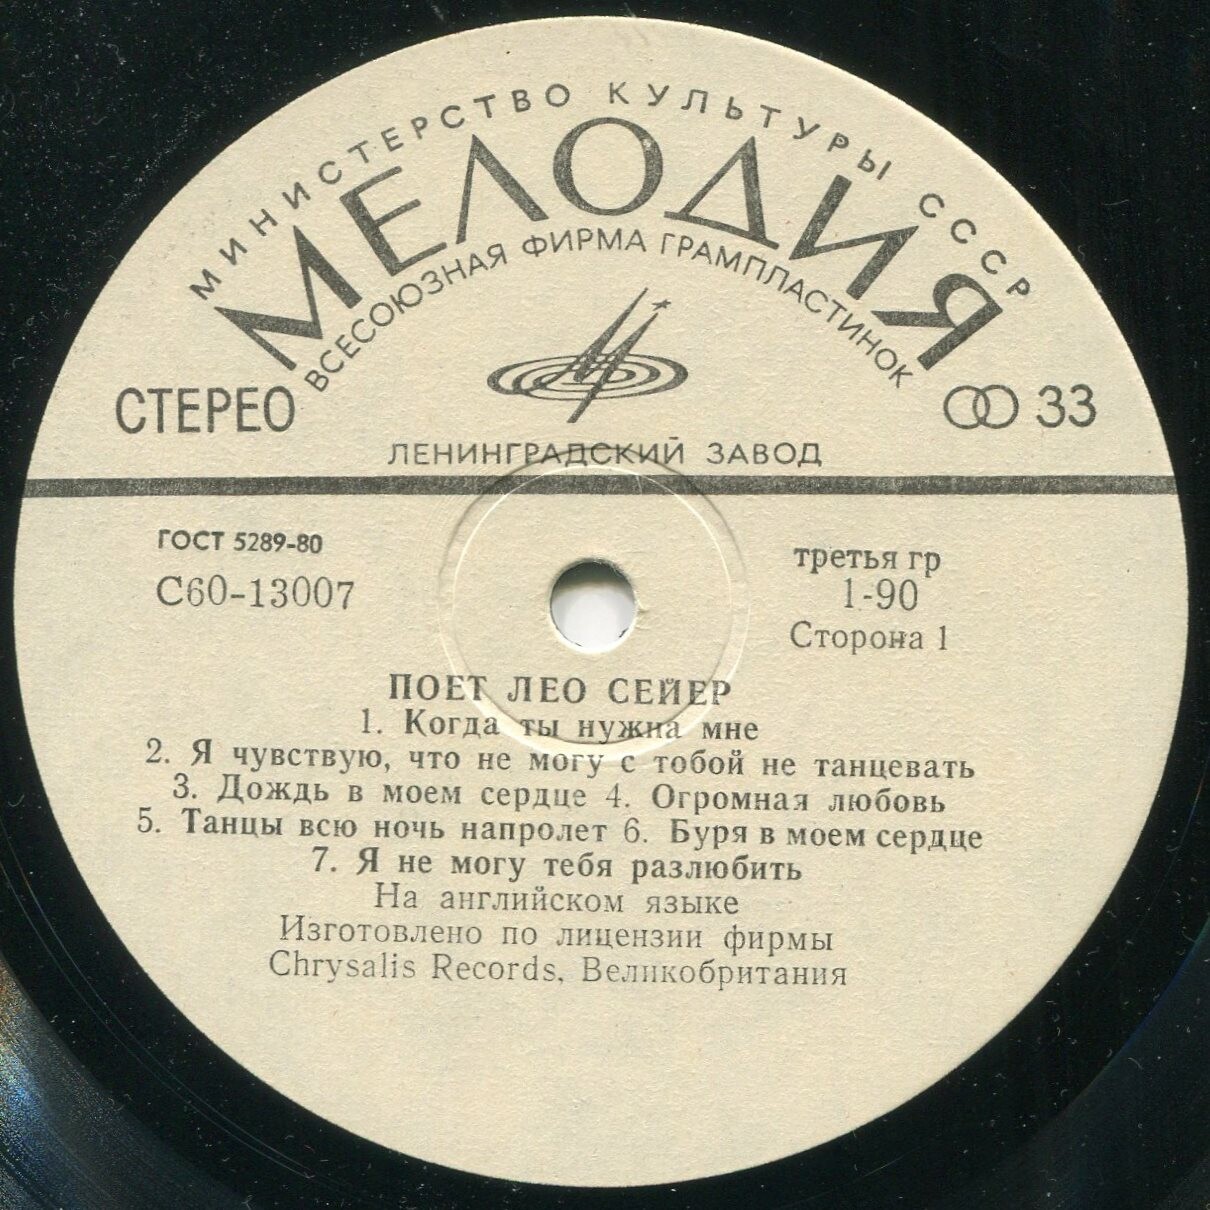 МИНИСТЕРСТВО КУЛЬТУРЫ СССР
МЕЛОДИЯ
ВСЕСОЮЗНАЯ ФИРМА ГРАМПЛАСТИНОК
СТЕРЕО
33
ЛЕНИНГРАДСКИЙ ЗАВОД
ГОСТ 5289-80
С60-13007
третья гр
1-90
Сторона 1
ПОЕТ ЛЕО СЕЙЕР
1. Когда ты нужна мне
2. Я чувствую, что не могу с тобой не танцевать
3. Дождь в моем сердце 4. Огромная любовь
5. Танцы всю ночь напролет 6. Буря в моем сердце
7. Я не могу тебя разлюбить
На английском языке
Изготовлено по лицензии фирмы
Chrysalis Records, Великобритания